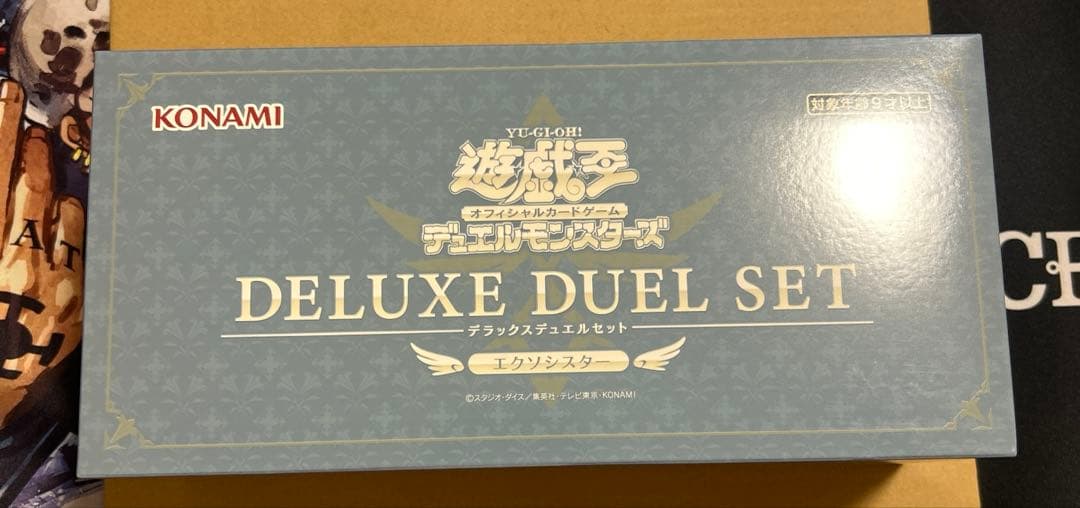 KONAMI
対象年齢9才以上
YU-GI-OH!
遊戯王
オフィシャルカードゲーム
デュエルモンスターズ
DELUXE DUEL SET
デラックスデュエルセット
エクソシスター
©スタジオ・ダイス/集英社・テレビ東京・KONAMI
AT